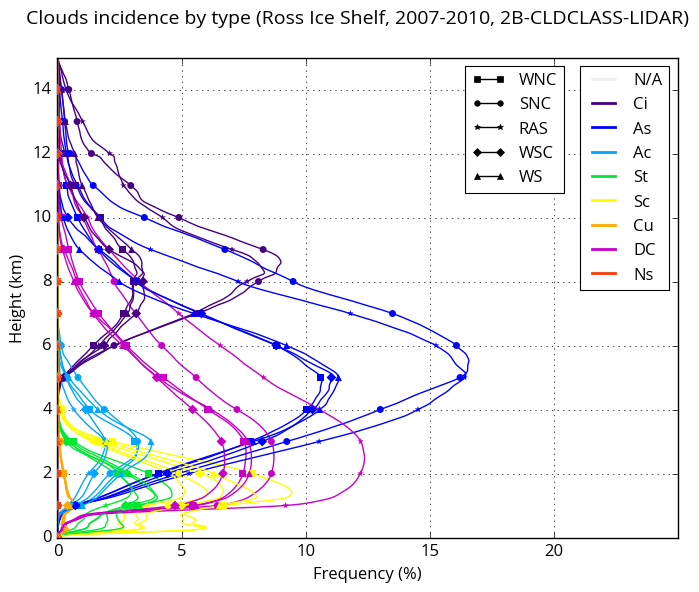 Clouds incidence by type (Ross Ice Shelf, 2007-2010, 2B-CLDCLASS-LIDAR)
14
12
10
8
6
4
2
0
Height (km)
0 5 10 15 20
Frequency (%)
WNC
SNC
RAS
WSC
WS
N/A
Ci
As
Ac
St
Sc
Cu
DC
Ns